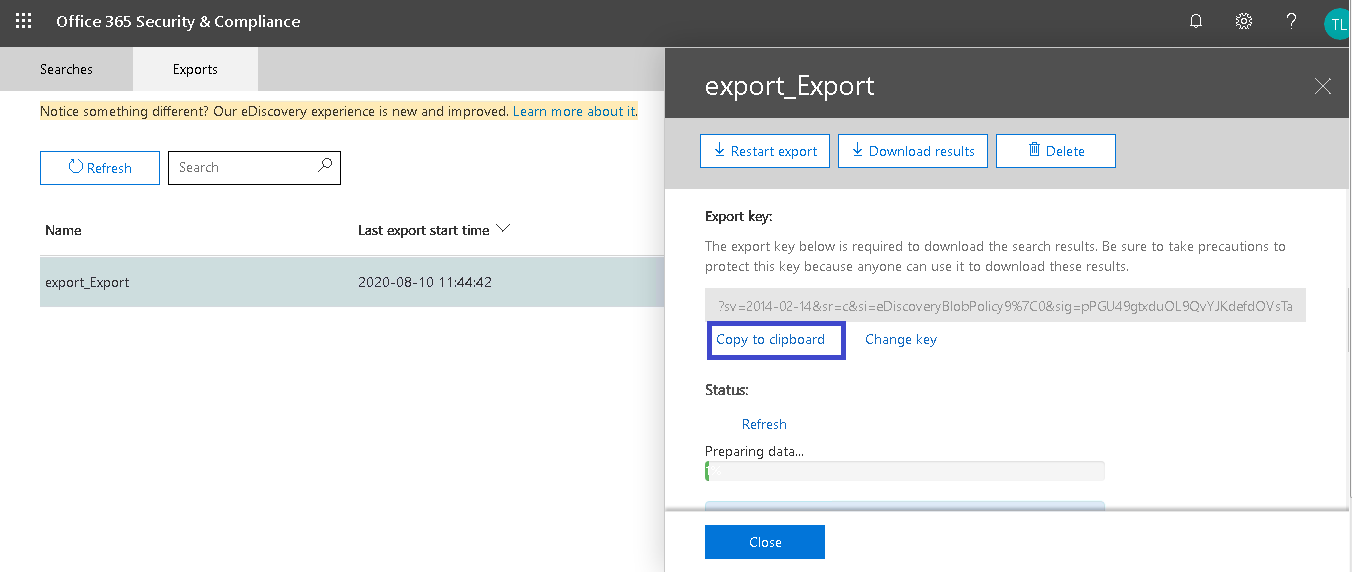 Office 365 Security & Compliance
TL
Searches
Exports
Notice something different? Our eDiscovery experience is new and improved. Learn more about it.
Refresh
Search
Name
Last export start time
export_Export
2020-08-10 11:44:42
export_Export
Restart export
Download results
Delete
Export key:
The export key below is required to download the search results. Be sure to take precautions to
protect this key because anyone can use it to download these results.
?sv=2014-02-14&sr=c&si=eDiscoveryBlobPolicy9%7C0&sig=pPGU49gtxduOL9QvYJKdefdOVsTa
Copy to clipboard
Change key
Status:
Refresh
Preparing data...
Close